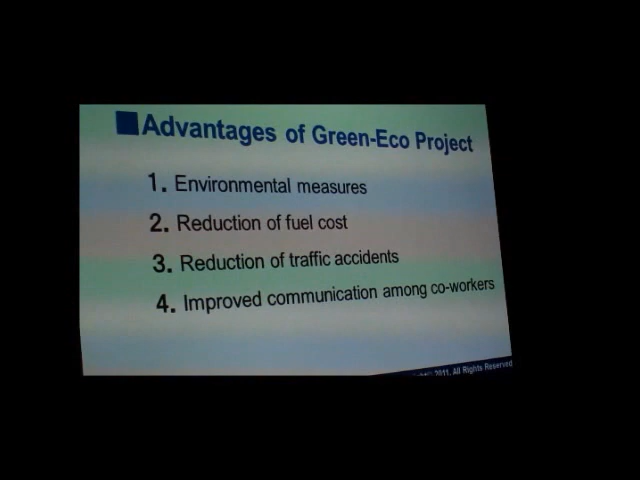 Advantages of Green-Eco Project
1. Environmental measures
2. Reduction of fuel cost
3. Reduction of traffic accidents
4. Improved communication among co-workers
2011, All Rights Reserved